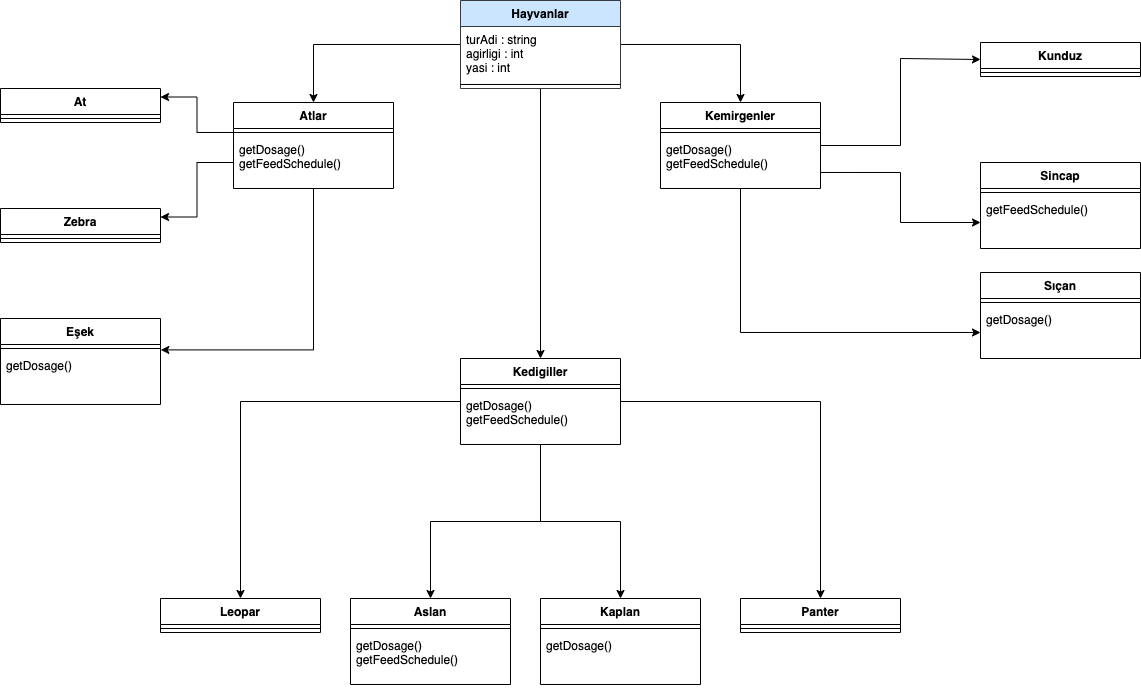 Hayvanlar
turAdi : string
agirligi : int
yasi : int
Atlar
getDosage()
getFeedSchedule()
At
Zebra
Eşek
getDosage()
Kemirgenler
getDosage()
getFeedSchedule()
Kunduz
Sincap
getFeedSchedule()
Sıçan
getDosage()
Kedigiller
getDosage()
getFeedSchedule()
Leopar
Aslan
getDosage()
getFeedSchedule()
Kaplan
getDosage()
Panter